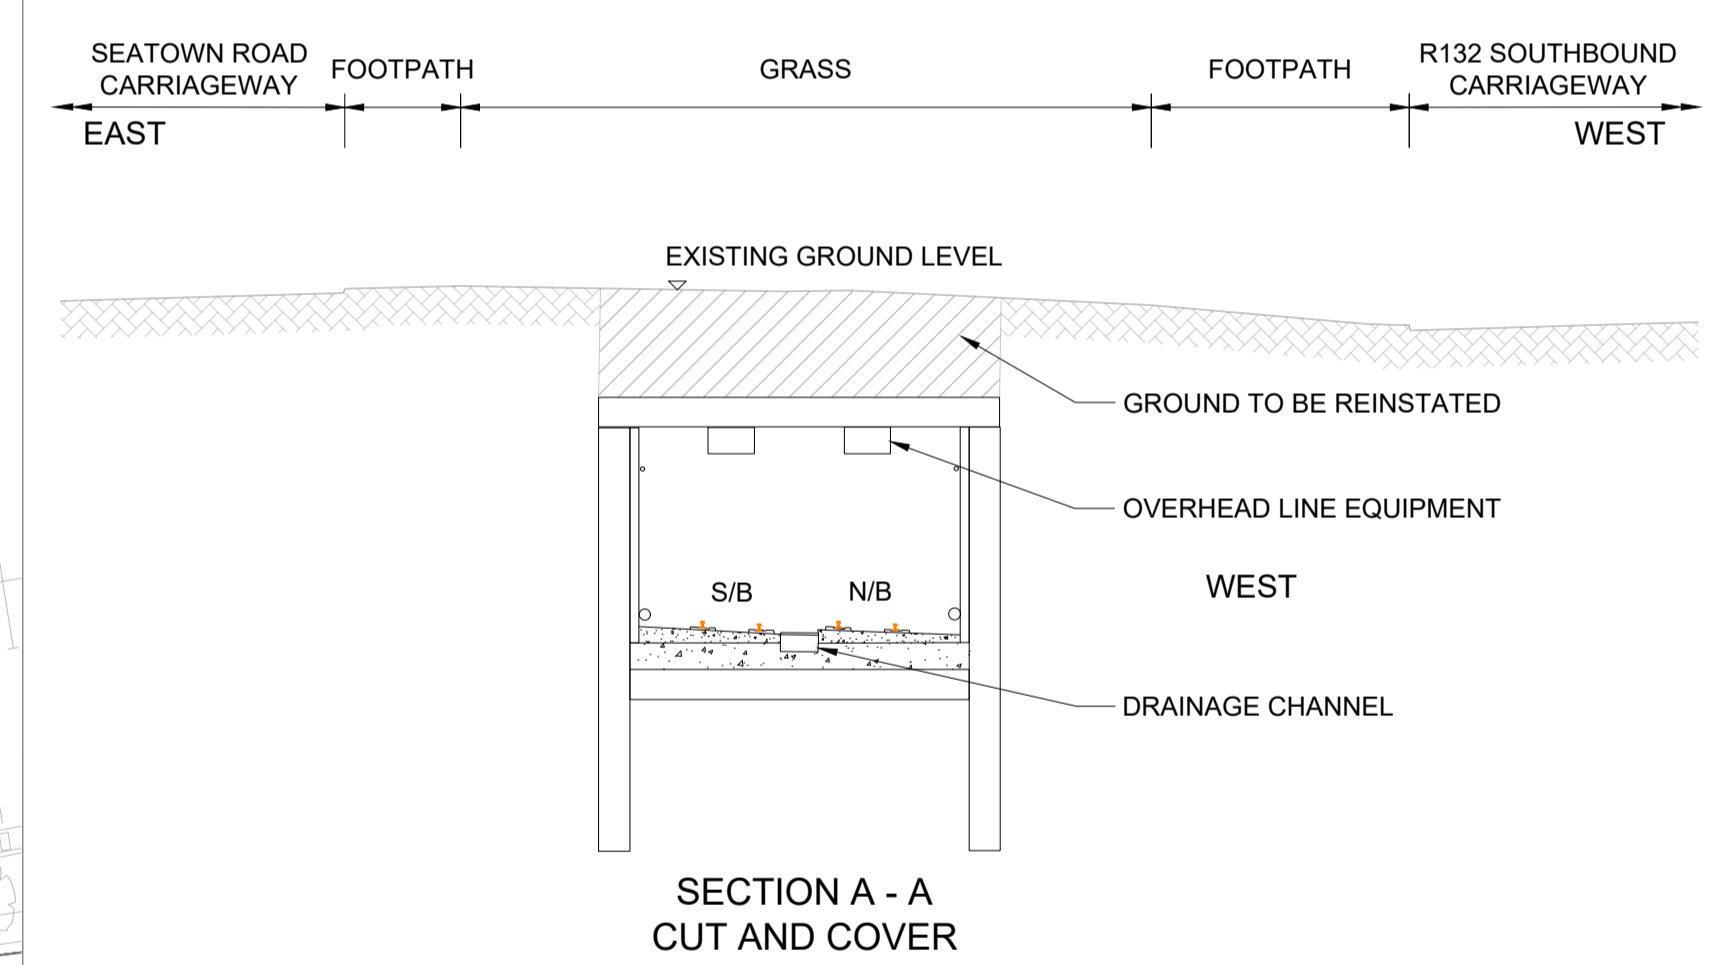 SEATOWN ROAD
CARRIAGEWAY
FOOTPATH
GRASS
FOOTPATH
R132 SOUTHBOUND
CARRIAGEWAY
EAST
WEST
EXISTING GROUND LEVEL
GROUND TO BE REINSTATED
OVERHEAD LINE EQUIPMENT
WEST
S/B
N/B
DRAINAGE CHANNEL
SECTION A - A
CUT AND COVER